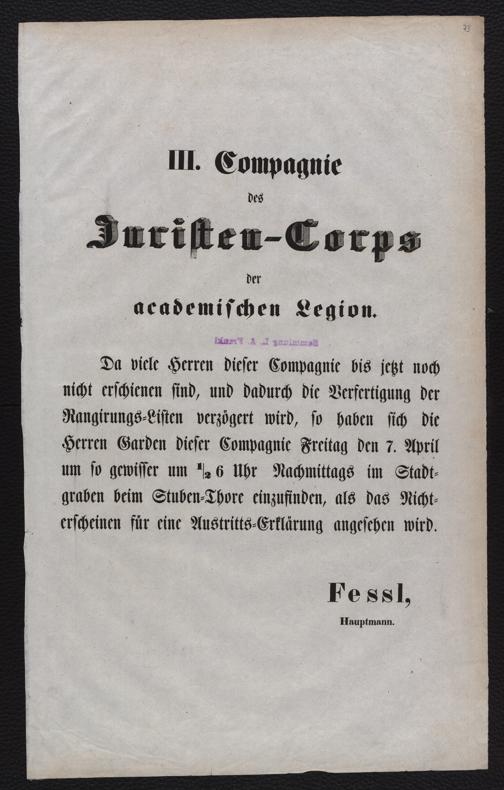 73
III. Compagnie
des
Juristen-Corps
der
academischen Legion.
Sammlung L. A. Frankl
Da viele Herren dieser Compagnie bis jetzt noch
nicht erschienen sind, und dadurch die Verfertigung der
Rangirungs-Listen verzögert wird, so haben sich die
Herren Garden dieser Compagnie Freitag den 7. April
um so gewisser um 1/2 6 Uhr Nachmittags im Stadt-
graben beim Stuben-Thore einzufinden, als das Nicht-
erscheinen für eine Austritts-Erklärung angesehen wird.
Fessl,
Hauptmann.